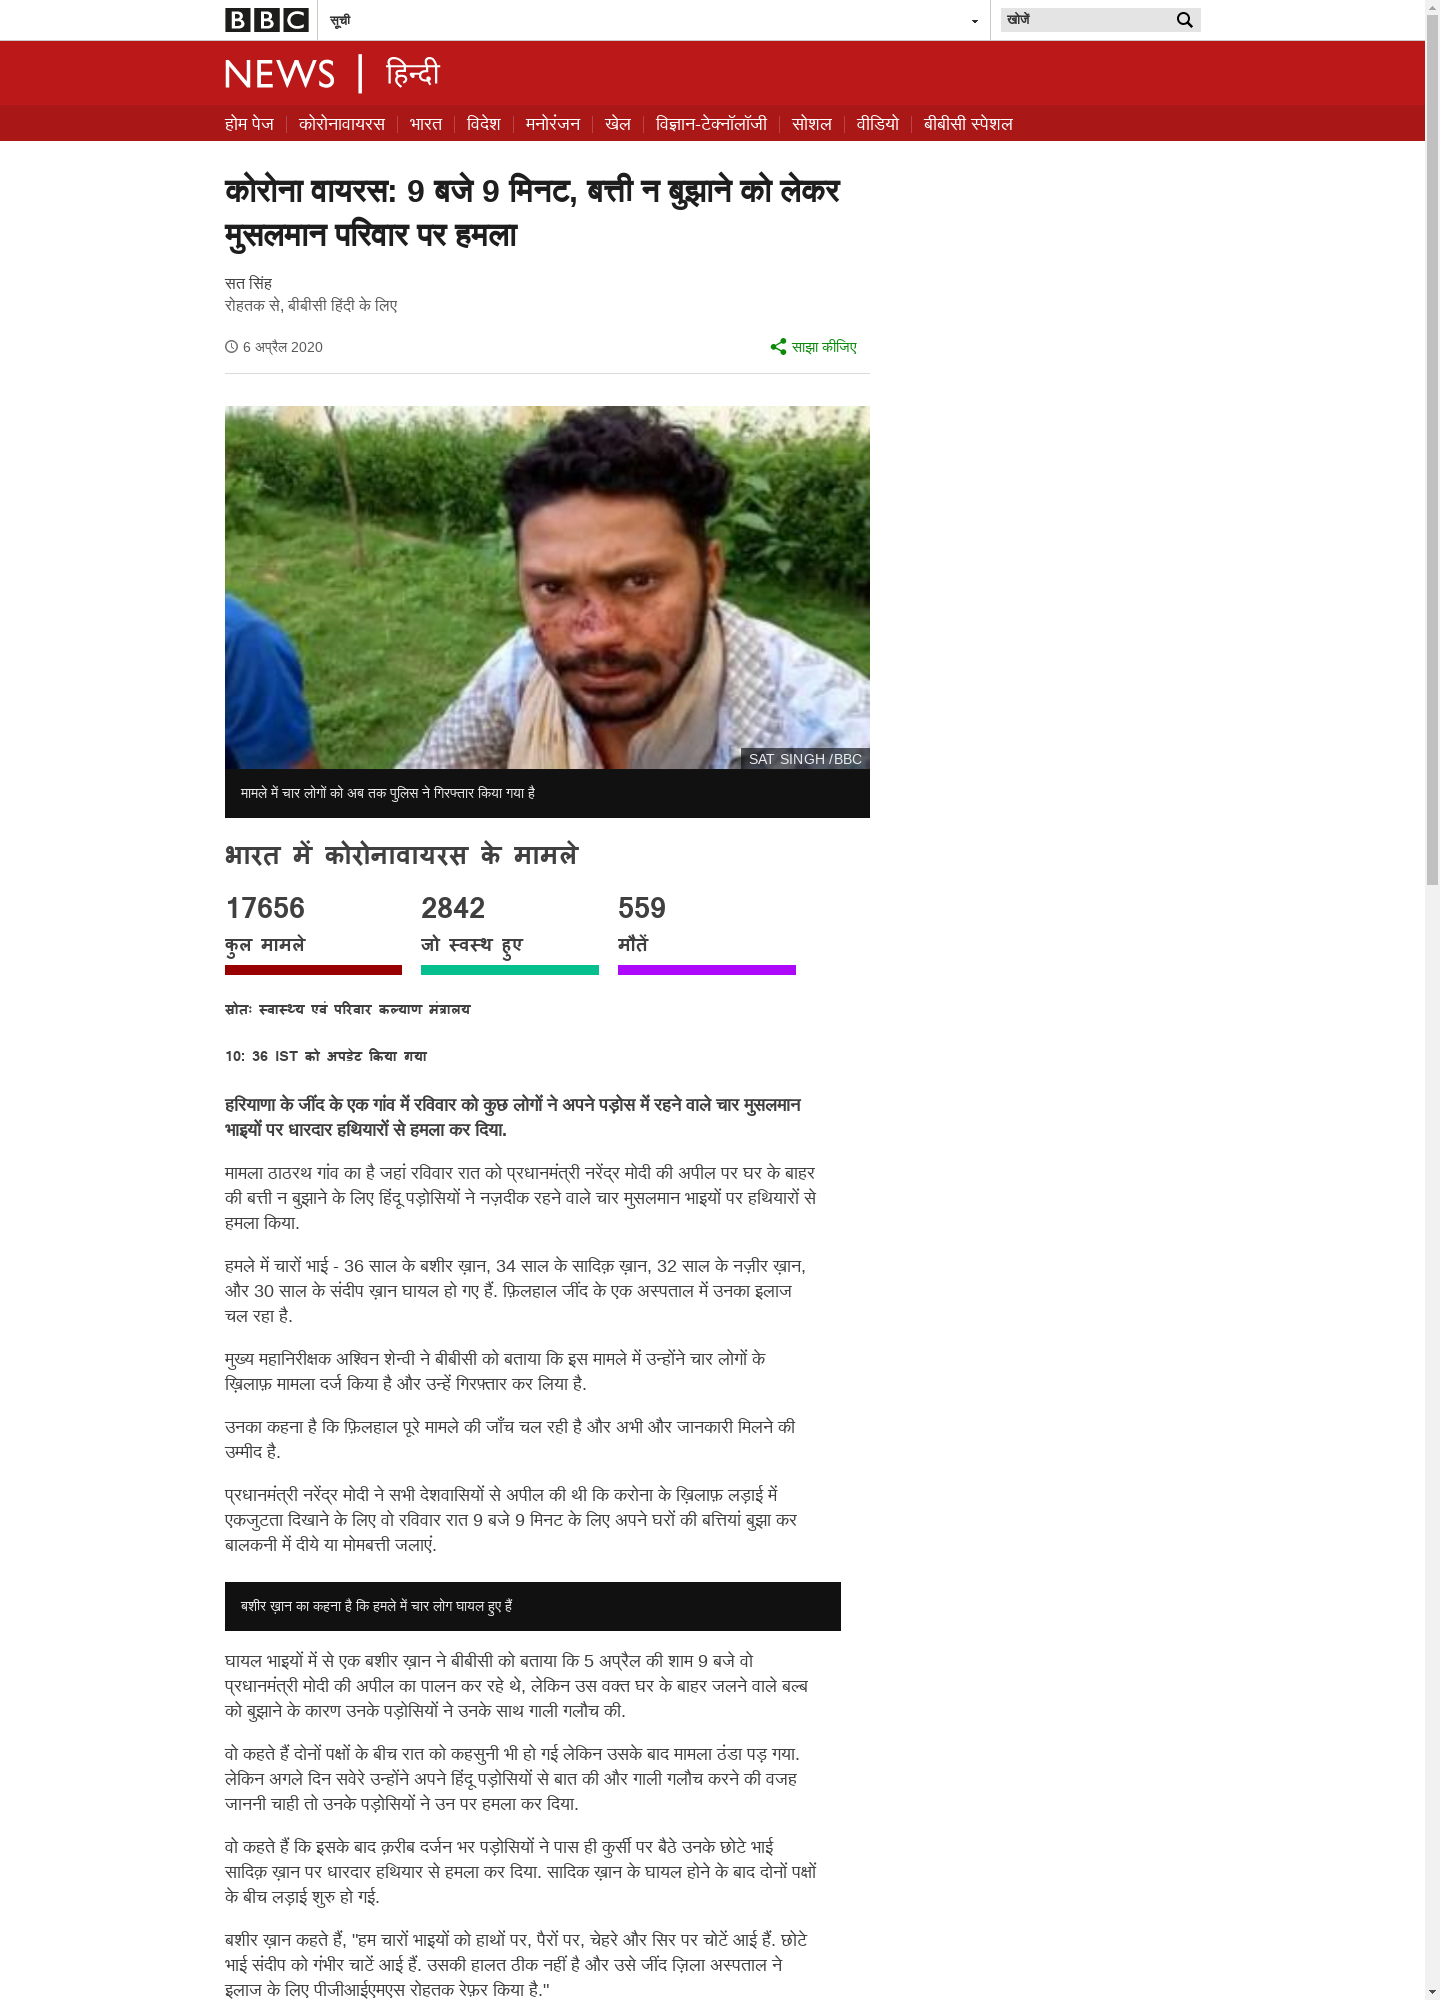 BBC
सूची
खोजें
NEWS | हिन्दी
होम पेज
कोरोनावायरस
भारत
विदेश
मनोरंजन
खेल
विज्ञान-टेक्नॉलॉजी
सोशल
वीडियो
बीबीसी स्पेशल
कोरोना वायरस: 9 बजे 9 मिनट, बत्ती न बुझाने को लेकर
मुसलमान परिवार पर हमला
सत सिंह
रोहतक से, बीबीसी हिंदी के लिए
6 अप्रैल 2020
साझा कीजिए
SAT SINGH /BBC
मामले में चार लोगों को अब तक पुलिस ने गिरफ्तार किया गया है
भारत में कोरोनावायरस के मामले
17656
2842
559
कुल मामले
जो स्वस्थ हुए
मौतें
स्रोतः स्वास्थ्य एवं परिवार कल्याण मंत्रालय
10: 36 IST को अपडेट किया गया
हरियाणा के जींद के एक गांव में रविवार को कुछ लोगों ने अपने पड़ोस में रहने वाले चार मुसलमान
भाइयों पर धारदार हथियारों से हमला कर दिया.
मामला ठाठरथ गांव का है जहां रविवार रात को प्रधानमंत्री नरेंद्र मोदी की अपील पर घर के बाहर
की बत्ती न बुझाने के लिए हिंदू पड़ोसियों ने नज़दीक रहने वाले चार मुसलमान भाइयों पर हथियारों से
हमला किया.
हमले में चारों भाई - 36 साल के बशीर ख़ान, 34 साल के सादिक़ ख़ान, 32 साल के नज़ीर ख़ान,
और 30 साल के संदीप ख़ान घायल हो गए हैं. फ़िलहाल जींद के एक अस्पताल में उनका इलाज
चल रहा है.
मुख्य महानिरीक्षक अश्विन शेन्वी ने बीबीसी को बताया कि इस मामले में उन्होंने चार लोगों के
ख़िलाफ़ मामला दर्ज किया है और उन्हें गिरफ़्तार कर लिया है.
उनका कहना है कि फ़िलहाल पूरे मामले की जाँच चल रही है और अभी और जानकारी मिलने की
उम्मीद है.
प्रधानमंत्री नरेंद्र मोदी ने सभी देशवासियों से अपील की थी कि करोना के ख़िलाफ़ लड़ाई में
एकजुटता दिखाने के लिए वो रविवार रात 9 बजे 9 मिनट के लिए अपने घरों की बत्तियां बुझा कर
बालकनी में दीये या मोमबत्ती जलाएं.
बशीर ख़ान का कहना है कि हमले में चार लोग घायल हुए हैं
घायल भाइयों में से एक बशीर ख़ान ने बीबीसी को बताया कि 5 अप्रैल की शाम 9 बजे वो
प्रधानमंत्री मोदी की अपील का पालन कर रहे थे, लेकिन उस वक्त घर के बाहर जलने वाले बल्ब
को बुझाने के कारण उनके पड़ोसियों ने उनके साथ गाली गलौच की.
वो कहते हैं दोनों पक्षों के बीच रात को कहसुनी भी हो गई लेकिन उसके बाद मामला ठंडा पड़ गया.
लेकिन अगले दिन सवेरे उन्होंने अपने हिंदू पड़ोसियों से बात की और गाली गलौच करने की वजह
जाननी चाही तो उनके पड़ोसियों ने उन पर हमला कर दिया.
वो कहते हैं कि इसके बाद क़रीब दर्जन भर पड़ोसियों ने पास ही कुर्सी पर बैठे उनके छोटे भाई
सादिक़ ख़ान पर धारदार हथियार से हमला कर दिया. सादिक ख़ान के घायल होने के बाद दोनों पक्षों
के बीच लड़ाई शुरु हो गई.
बशीर ख़ान कहते हैं, "हम चारों भाइयों को हाथों पर, पैरों पर, चेहरे और सिर पर चोटें आई हैं. छोटे
भाई संदीप को गंभीर चाटें आई हैं. उसकी हालत ठीक नहीं है और उसे जींद ज़िला अस्पताल ने
इलाज के लिए पीजीआईएमएस रोहतक रेफ़र किया है."